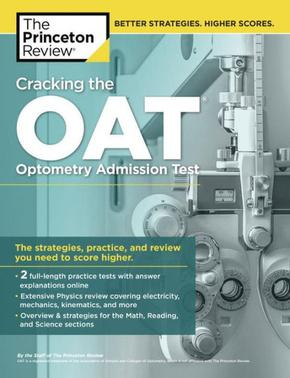 The
Princeton
Review®
BETTER STRATEGIES. HIGHER SCORES.
Cracking the
OAT®
Optometry Admission Test
The strategies, practice, and review
you need to score higher.
• 2 full-length practice tests with answer
explanations online
• Extensive Physics review covering electricity,
mechanics, kinematics, and more
• Overview & strategies for the Math, Reading,
and Science sections
By the Staff of The Princeton Review
OAT is a registered trademark of the Association of Schools and Colleges of Optometry, which is not affiliated with The Princeton Review.